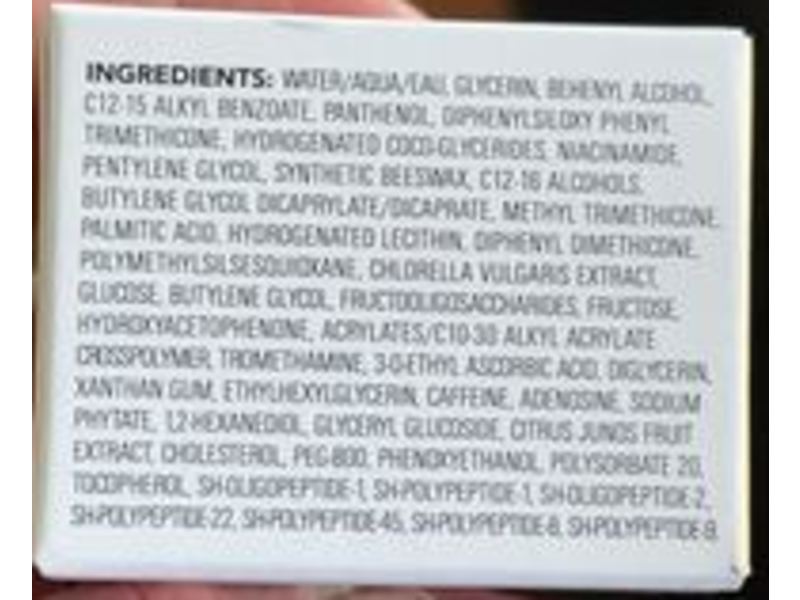 INGREDIENTS: WATER/AQUA/EAU, GLYCERIN, BEHENYL ALCOHOL,
C12-15 ALKYL BENZOATE, PANTHENOL, DIPHENYLSILOXY PHENYL
TRIMETHICONE, HYDROGENATED COCO-GLYCERIDES, NIACINAMIDE,
PENTYLENE GLYCOL, SYNTHETIC BEESWAX, C12-16 ALCOHOLS,
BUTYLENE GLYCOL DICAPRYLATE/DICAPRATE, METHYL TRIMETHICONE,
PALMITIC ACID, HYDROGENATED LECITHIN, DIPHENYL DIMETHICONE,
POLYMETHYLSILSESQUIOXANE, CHLORELLA VULGARIS EXTRACT,
GLUCOSE, BUTYLENE GLYCOL, FRUCTOOLIGOSACCHARIDES, FRUCTOSE,
HYDROXYACETOPHENONE, ACRYLATES/C10-30 ALKYL ACRYLATE
CROSSPOLYMER, TROMETHAMINE, 3-O-ETHYL ASCORBIC ACID, DIGLYCERIN,
XANTHAN GUM, ETHYLHEXYLGLYCERIN, CAFFEINE, ADENOSINE, SODIUM
PHYTATE, 1,2-HEXANEDIOL, GLYCERYL GLUCOSIDE, CITRUS JUNOS FRUIT
EXTRACT, CHOLESTEROL, PEG-800, PHENOXYETHANOL, POLYSORBATE 20,
TOCOPHEROL, SH-OLIGOPEPTIDE-1, SH-POLYPEPTIDE-1, SH-OLIGOPEPTIDE-2,
SH-POLYPEPTIDE-22, SH-POLYPEPTIDE-45, SH-POLYPEPTIDE-8, SH-POLYPEPTIDE-9.